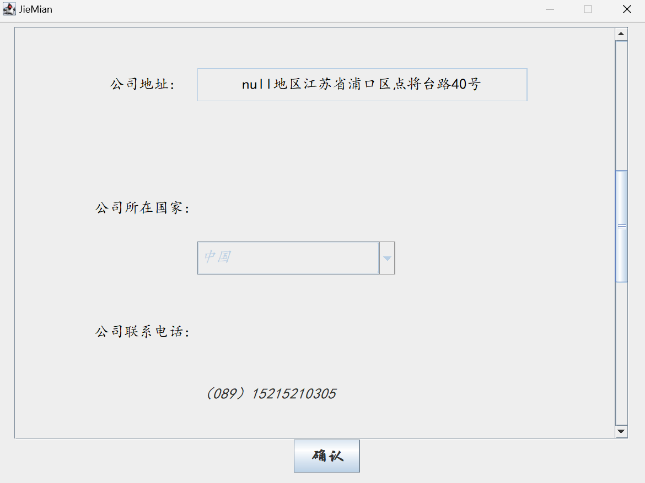 JieMian
公司地址： null地区江苏省浦口区点将台路40号
公司所在国家：
中国
公司联系电话：
（089）15215210305
确认